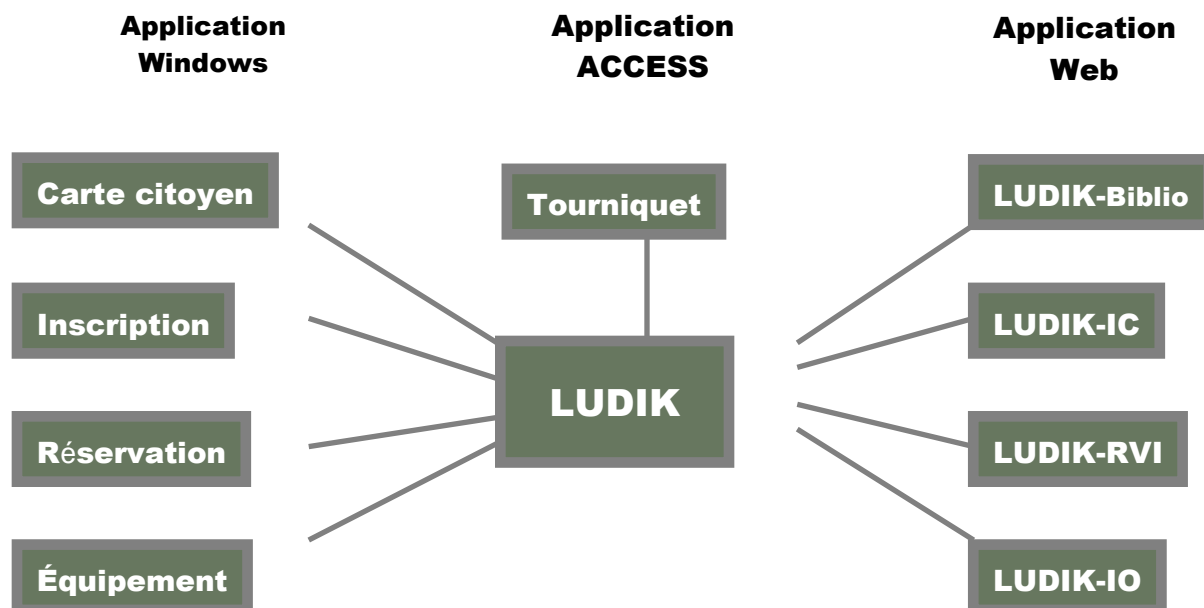 Application
Windows
Application
ACCESS
Application
Web
Carte citoyen
Tourniquet
LUDIK-Biblio
Inscription
LUDIK-IC
LUDIK
Réservation
LUDIK-RVI
Équipement
LUDIK-IO